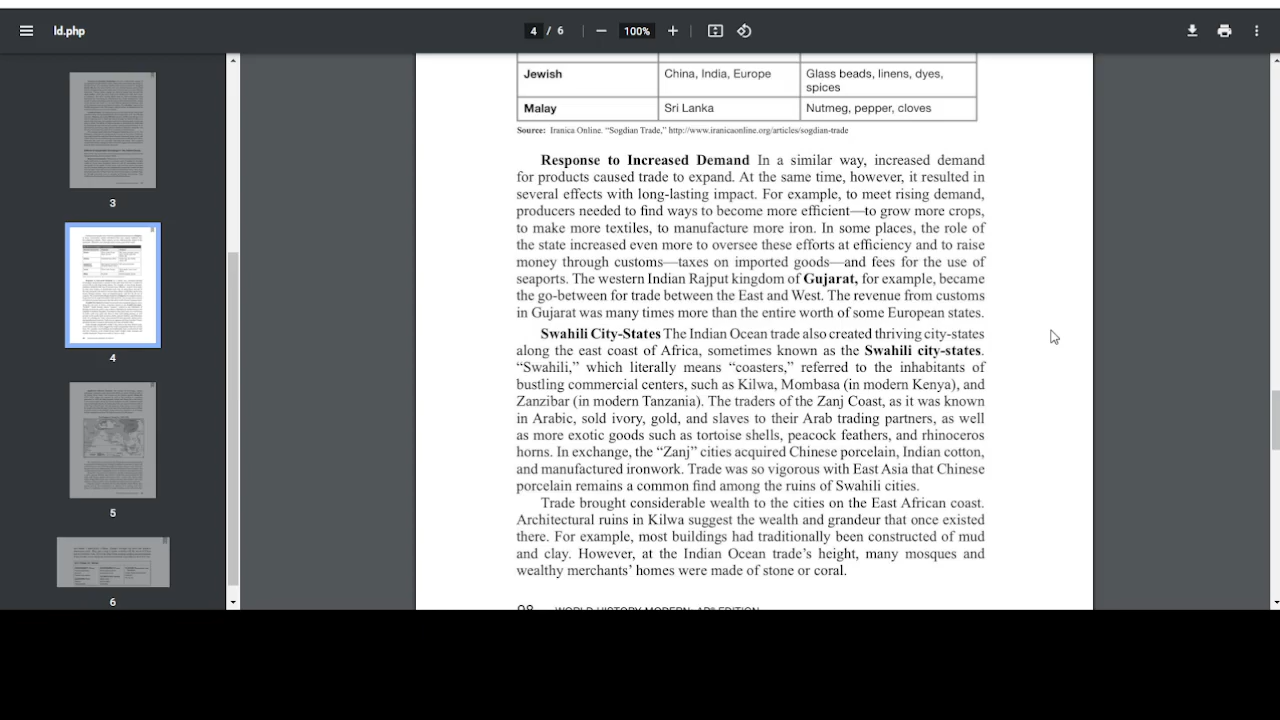 ld.php
4 / 6
100%
3
4
5
6
Jewish China, India, Europe Glass beads, linens, dyes,
spices
Malay Sri Lanka Nutmeg, pepper, cloves
Source: Iranica Online. “Sogdian Trade,” http://www.iranicaonline.org/articles/sogdian-trade
Response to Increased Demand In a similar way, increased demand
for products caused trade to expand. At the same time, however, it resulted in
several effects with long-lasting impact. For example, to meet rising demand,
producers needed to find ways to become more efficient—to grow more crops,
to make more textiles, to manufacture more iron. In some places, the role of
the state increased even more to oversee these efforts at efficiency and to raise
money through customs—taxes on imported goods—and fees for the use of
seaports. The western Indian Rajput kingdom of Gujarat, for example, became
the go-between for trade between the East and West. The revenue from customs
in Gujarat was many times more than the entire worth of some European states.
Swahili City-States The Indian Ocean trade also created thriving city-states
along the east coast of Africa, sometimes known as the Swahili city-states.
“Swahili,” which literally means “coasters,” referred to the inhabitants of
bustling commercial centers, such as Kilwa, Mombasa (in modern Kenya), and
Zanzibar (in modern Tanzania). The traders of the Zanj Coast, as it was known
in Arabic, sold ivory, gold, and slaves to their Arab trading partners, as well
as more exotic goods such as tortoise shells, peacock feathers, and rhinoceros
horns. In exchange, the “Zanj” cities acquired Chinese porcelain, Indian cotton,
and manufactured ironwork. Trade was so vigorous with East Asia that Chinese
porcelain remains a common find among the ruins of Swahili cities.
Trade brought considerable wealth to the cities on the East African coast.
Architectural ruins in Kilwa suggest the wealth and grandeur that once existed
there. For example, most buildings had traditionally been constructed of mud
and clay. However, at the Indian Ocean trade’s height, many mosques and
wealthy merchants’ homes were made of stone or coral.
98 WORLD HISTORY MODERN: AP® EDITION